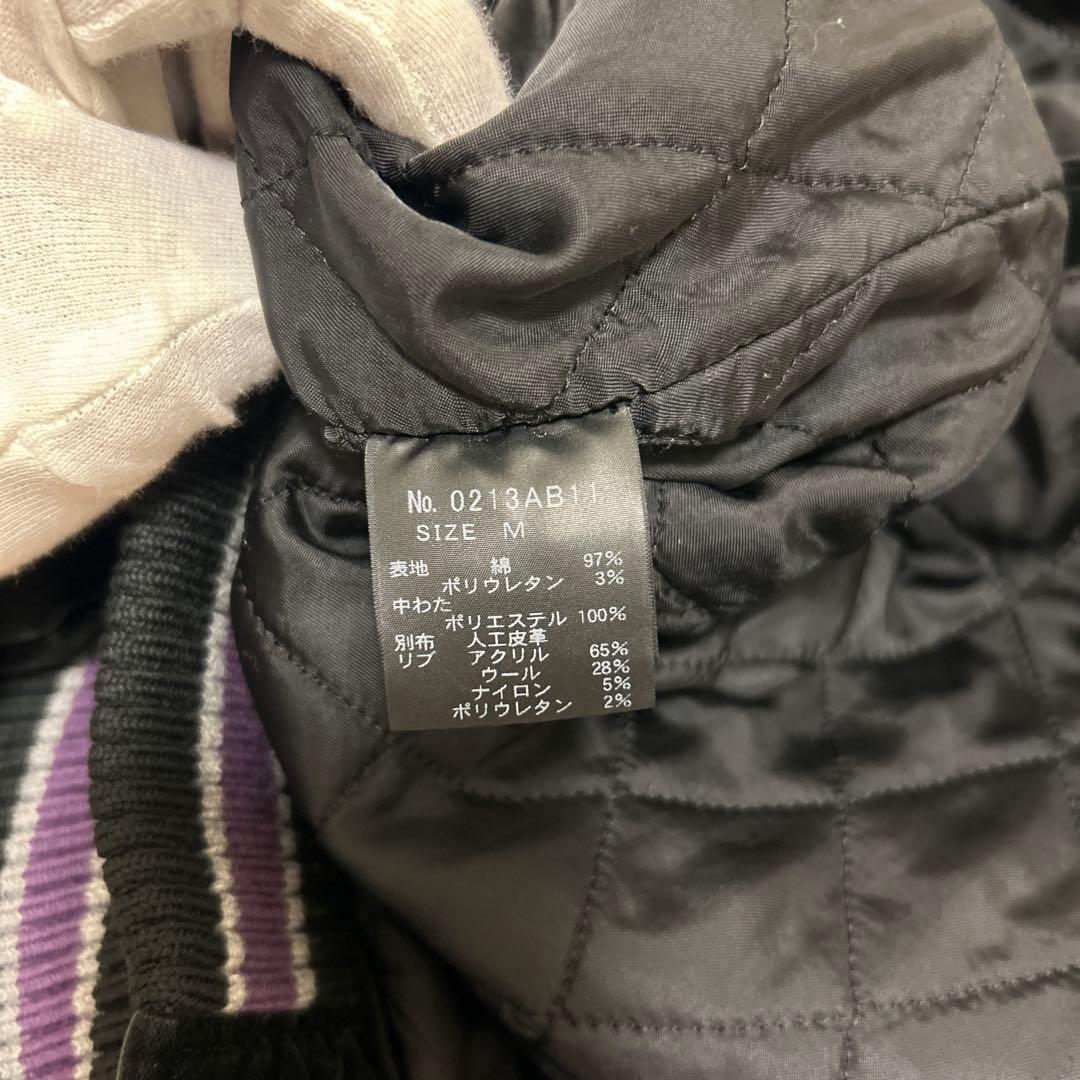 No. 0213AB11
SIZE M
表地 綿 97%
ポリウレタン 3%
中わた
ポリエステル 100%
別布 人工皮革
リブ アクリル 65%
ウール 28%
ナイロン 5%
ポリウレタン 2%